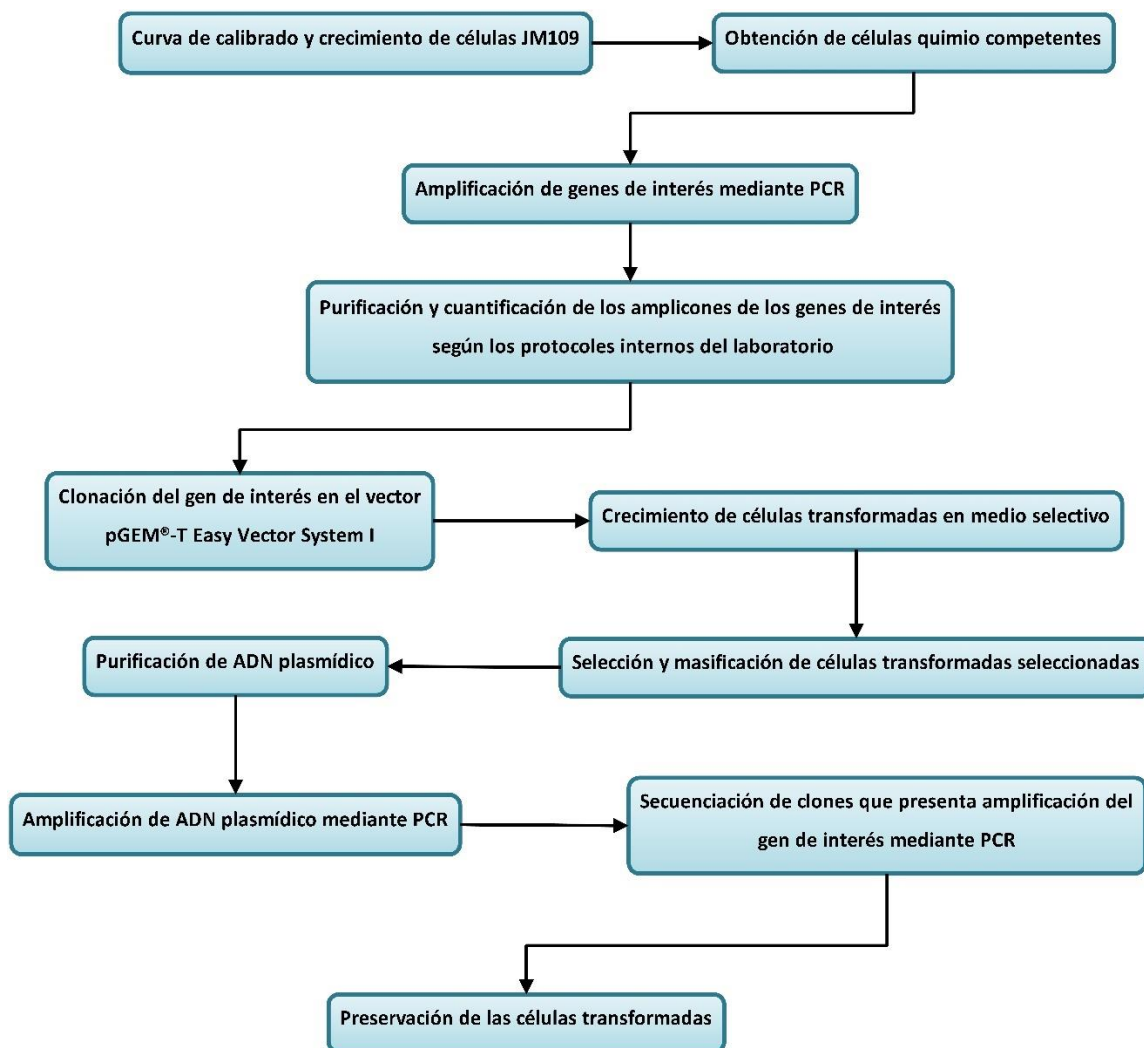 Curva de calibrado y crecimiento de células JM109
Obtención de células quimio competentes
Amplificación de genes de interés mediante PCR
Purificación y cuantificación de los amplicones de los genes de interés
según los protocoles internos del laboratorio
Clonación del gen de interés en el vector
pGEM®-T Easy Vector System I
Crecimiento de células transformadas en medio selectivo
Selección y masificación de células transformadas seleccionadas
Purificación de ADN plasmídico
Amplificación de ADN plasmídico mediante PCR
Secuenciación de clones que presenta amplificación del
gen de interés mediante PCR
Preservación de las células transformadas